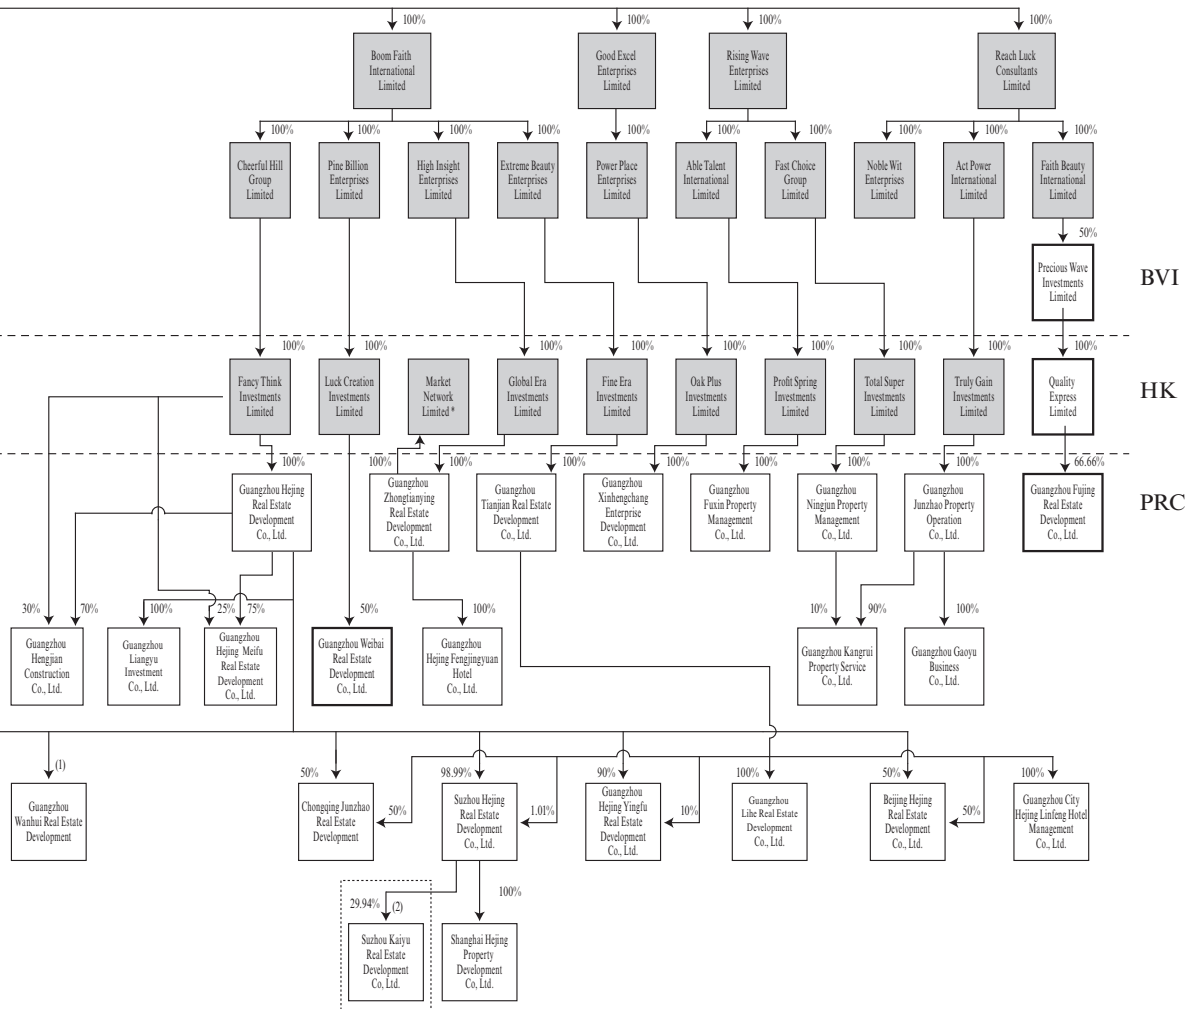 100%
100%
100%
100%
Boom Faith
International
Limited
Good Excel
Enterprises
Limited
Rising Wave
Enterprises
Limited
Reach Luck
Consultants
Limited
100%
100%
100%
100%
100%
100%
100%
100%
100%
100%
Cheerful Hill
Group
Limited
Pine Billion
Enterprises
Limited
High Insight
Enterprises
Limited
Extreme Beauty
Enterprises
Limited
Power Place
Enterprises
Limited
Able Talent
International
Limited
Fast Choice
Group
Limited
Noble Wit
Enterprises
Limited
Act Power
International
Limited
Faith Beauty
International
Limited
50%
Precious Wave
Investments
Limited
BVI
100%
100%
100%
100%
100%
100%
100%
100%
100%
Fancy Think
Investments
Limited
Luck Creation
Investments
Limited
Market
Network
Limited *
Global Era
Investments
Limited
Fine Era
Investments
Limited
Oak Plus
Investments
Limited
Profit Spring
Investments
Limited
Total Super
Investments
Limited
Truly Gain
Investments
Limited
Quality
Express
Limited
HK
100%
100%
100%
100%
100%
100%
100%
100%
66.66%
Guangzhou Hejing
Real Estate
Development
Co., Ltd.
Guangzhou
Zhongtianying
Real Estate
Development
Co., Ltd.
Guangzhou
Tianjian Real Estate
Development
Co., Ltd.
Guangzhou
Xinhengchang
Enterprise
Development
Co., Ltd.
Guangzhou
Fuxin Property
Management
Co., Ltd.
Guangzhou
Ningjun Property
Management
Co., Ltd.
Guangzhou
Junzhao Property
Operation
Co., Ltd.
Guangzhou Fujing
Real Estate
Development
Co., Ltd.
PRC
30%
70%
100%
25%
75%
50%
100%
10%
90%
100%
Guangzhou
Hengjian
Construction
Co., Ltd.
Guangzhou
Liangyu
Investment
Co., Ltd.
Guangzhou
Hejing Meifu
Real Estate
Development
Co., Ltd.
Guangzhou Weibai
Real Estate
Development
Co., Ltd.
Guangzhou
Hejing Fengjingyuan
Hotel
Co., Ltd.
Guangzhou Kangrui
Property Service
Co., Ltd.
Guangzhou Gaoyu
Business
Co., Ltd.
(1)
50%
98.99%
90%
100%
50%
100%
Guangzhou
Wanhui Real Estate
Development
Chongqing Junzhao
Real Estate
Development
50%
Suzhou Hejing
Real Estate
Development
Co., Ltd.
1.01%
Guangzhou
Hejing Yingfu
Real Estate
Development
Co., Ltd.
10%
Guangzhou
Lihe Real Estate
Development
Co., Ltd.
Beijing Hejing
Real Estate
Development
Co., Ltd.
50%
Guangzhou City
Hejing Linfeng Hotel
Management
Co., Ltd.
29.94%
(2)
100%
Suzhou Kaiyu
Real Estate
Development
Co, Ltd.
Shanghai Hejing
Property
Development
Co, Ltd.